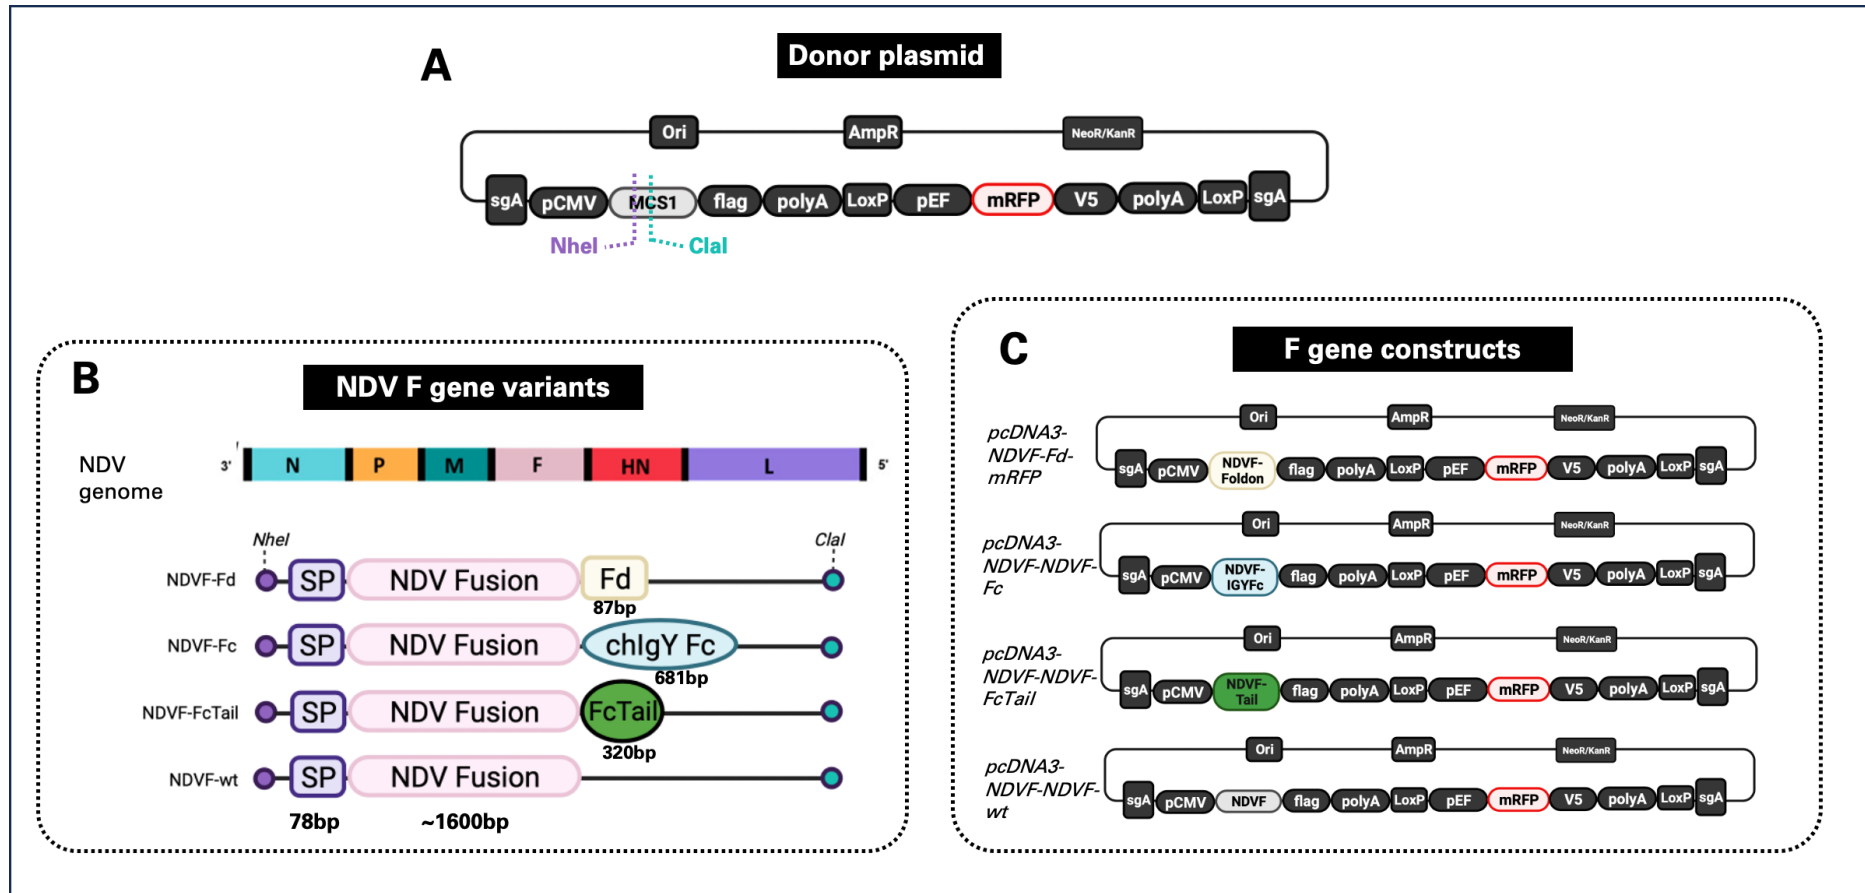 A
Donor plasmid
Ori
AmpR
NeoR/KanR
sgA
pCMV
MCS1
flag
polyA
LoxP
pEF
mRFP
V5
polyA
LoxP
sgA
NheI
ClaI
B
NDV F gene variants
NDV
genome
3'
N
P
M
F
HN
L
5'
NheI
ClaI
NDVF-Fd
SP
NDV Fusion
Fd
87bp
NDVF-Fc
SP
NDV Fusion
chIgY Fc
681bp
NDVF-FcTail
SP
NDV Fusion
FcTail
320bp
NDVF-wt
SP
NDV Fusion
78bp
~1600bp
C
F gene constructs
pcDNA3-
NDVF-Fd-
mRFP
Ori
AmpR
NeoR/KanR
sgA
pCMV
NDVF-
Foldon
flag
polyA
LoxP
pEF
mRFP
V5
polyA
LoxP
sgA
pcDNA3-
NDVF-NDVF-
Fc
Ori
AmpR
NeoR/KanR
sgA
pCMV
NDVF-
IGYFc
flag
polyA
LoxP
pEF
mRFP
V5
polyA
LoxP
sgA
pcDNA3-
NDVF-NDVF-
FcTail
Ori
AmpR
NeoR/KanR
sgA
pCMV
NDVF-
Tail
flag
polyA
LoxP
pEF
mRFP
V5
polyA
LoxP
sgA
pcDNA3-
NDVF-NDVF-
wt
Ori
AmpR
NeoR/KanR
sgA
pCMV
NDVF
flag
polyA
LoxP
pEF
mRFP
V5
polyA
LoxP
sgA